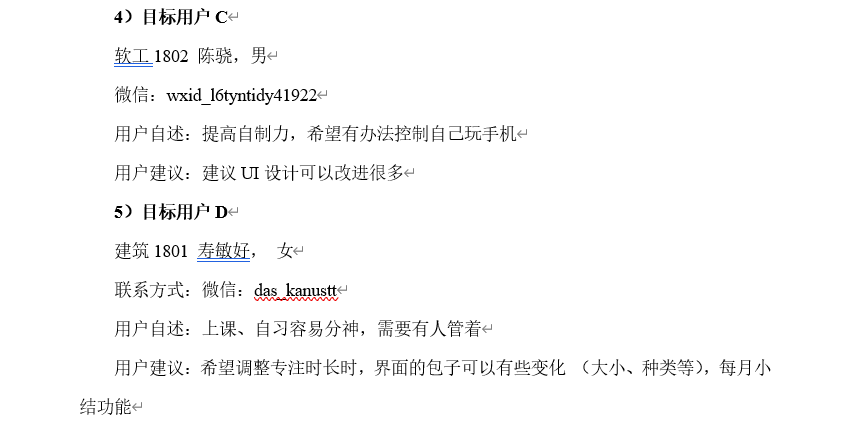 4）目标用户 C
软工 1802 陈骁，男
微信：wxid_l6tyntidy41922
用户自述：提高自制力，希望有办法控制自己玩手机
用户建议：建议 UI 设计可以改进很多
5）目标用户 D
建筑 1801 寿敏好， 女
联系方式：微信：das_kanustt
用户自述：上课、自习容易分神，需要有人管着
用户建议：希望调整专注时长时，界面的包子可以有些变化 （大小、种类等），每月小
结功能